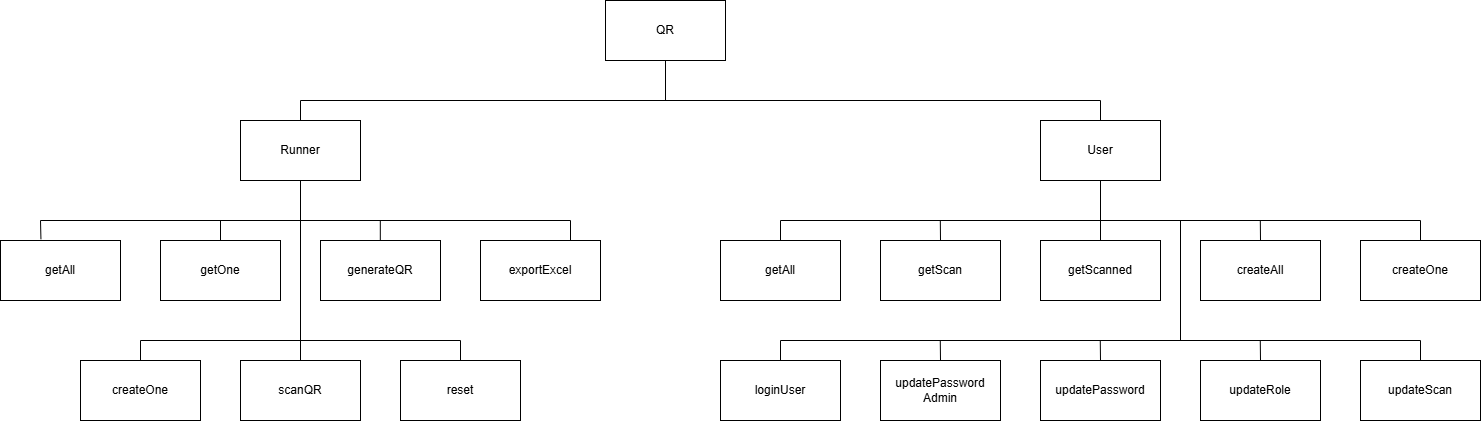 QR
Runner
User
getAll
getOne
generateQR
exportExcel
getAll
getScan
getScanned
createAll
createOne
createOne
scanQR
reset
loginUser
updatePassword
Admin
updatePassword
updateRole
updateScan